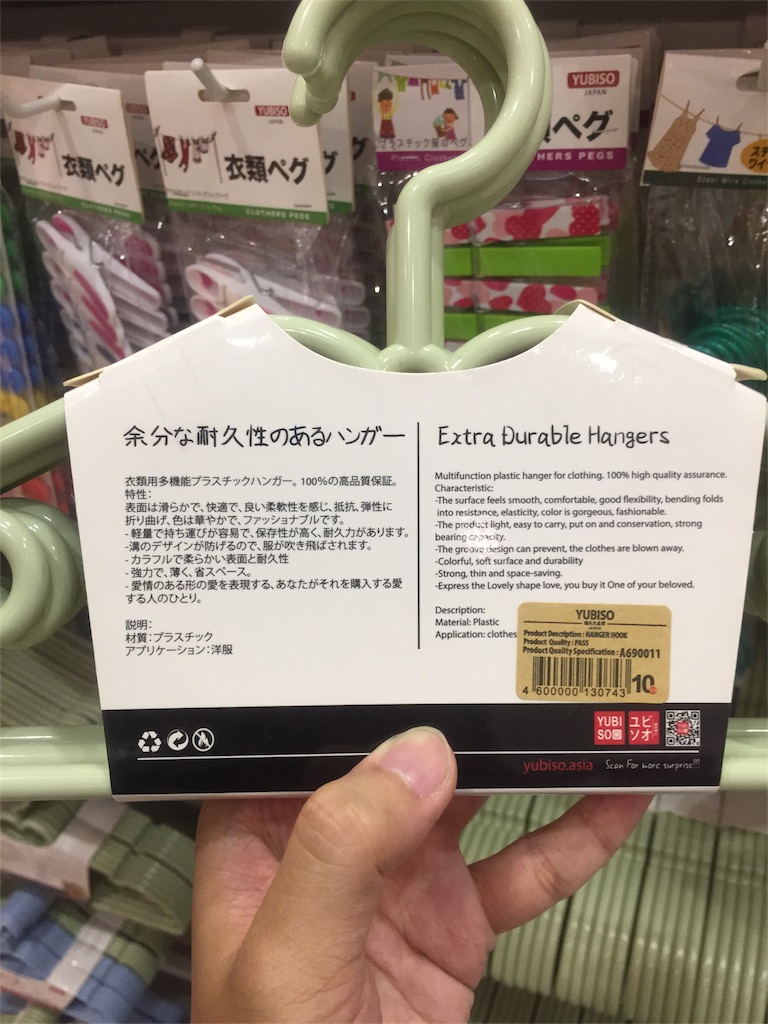 YUBISO
衣類ペグ
CLOTHERS PEGS
YUBISO
衣類ペグ
CLOTHERS PEGS
プラスチック服のペグ
YUBISO
JAPAN
ペグ
HERS PEGS
余分な耐久性のあるハンガー
衣類用多機能プラスチックハンガー。100%の高品質保証。
特性:
表面は滑らかで、快適で、良い柔軟性を感じ、抵抗、弾性に
折り曲げ、色は華やかで、ファッショナブルです。
- 軽量で持ち運びが容易で、保存性が高く、耐久力があります。
-溝のデザインが防げるので、服が吹き飛ばされます。
- カラフルで柔らかい表面と耐久性
- 強力で、薄く、省スペース。
- 愛情のある形の愛を表現する、あなたがそれを購入する愛
する人のひとり。
説明:
材質:プラスチック
アプリケーション:洋服
Extra Durable Hangers
Multifunction plastic hanger for clothing. 100% high quality assurance.
Characteristic:
-The surface feels smooth, comfortable, good flexibility, bending folds
into resistance, elasticity, color is gorgeous, fashionable.
-The product light, easy to carry, put on and conservation, strong
bearing capacity.
-The groove design can prevent, the clothes are blown away.
-Colorful, soft surface and durability
-Strong, thin and space-saving.
-Express the Lovely shape love, you buy it One of your beloved.
Description:
Material: Plastic
Application: clothes
YUBISO
JAPAN
Product Description : HANGER HOOK
Product Quality : PASS
Product Quality Specification : A690011
4 600000 130743
10
YUBI
SO
ユビ
ソオ
yubiso.asia Scan For more surprise!!!